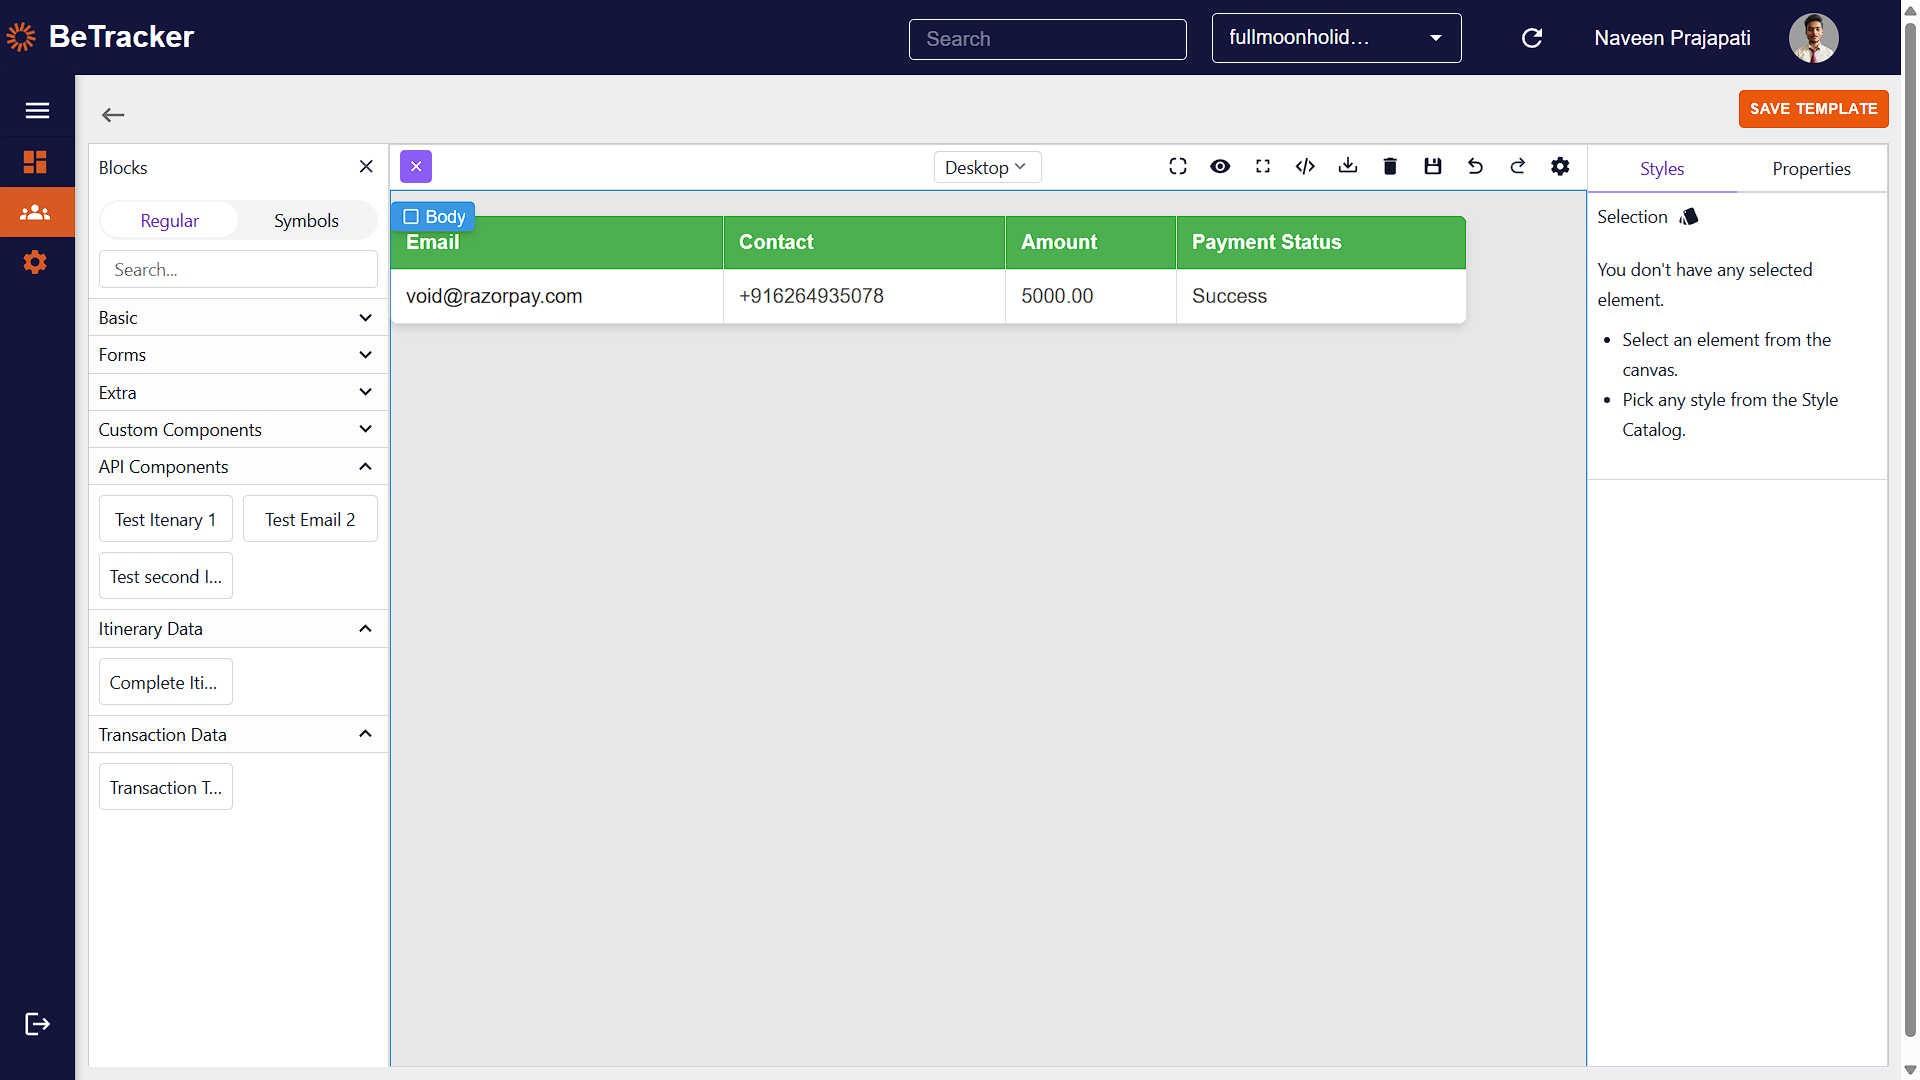 BeTracker
Search
fullmoonholid...
Naveen Prajapati
SAVE TEMPLATE
Blocks
Desktop
Styles
Properties
Regular
Symbols
Search...
Basic
Forms
Extra
Custom Components
API Components
Test Itenary 1
Test Email 2
Test second I...
Itinerary Data
Complete Iti...
Transaction Data
Transaction T...
Body
Email
Contact
Amount
Payment Status
void@razorpay.com
+916264935078
5000.00
Success
Selection
You don't have any selected
element.
Select an element from the
canvas.
Pick any style from the Style
Catalog.